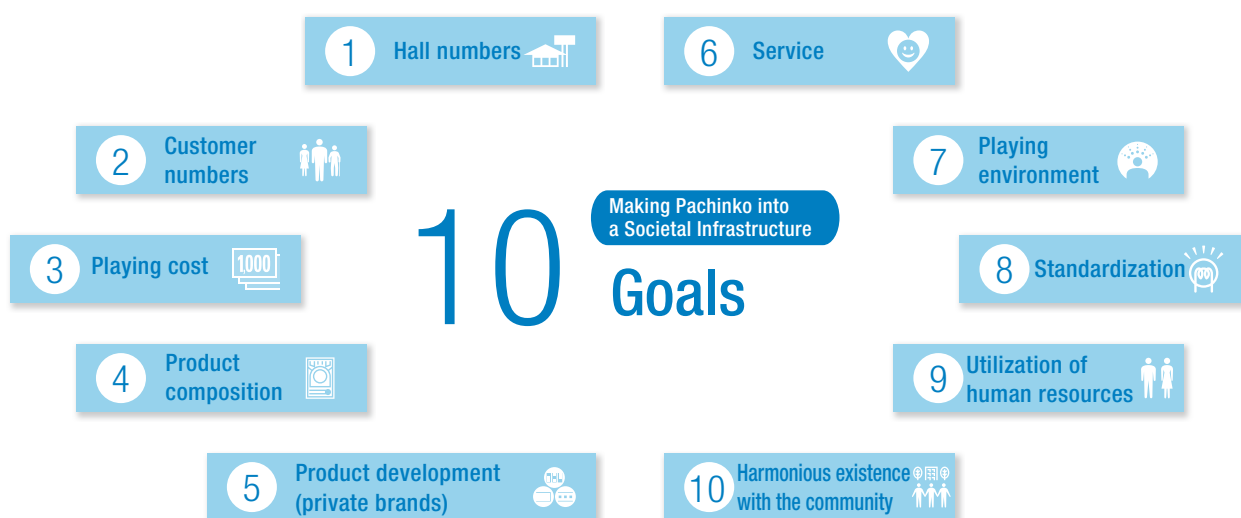 1 Hall numbers
2 Customer
numbers
3 Playing cost
1,000
4 Product
composition
5 Product development
(private brands)
6 Service
7 Playing
environment
8 Standardization
9 Utilization of
human resources
10 Harmonious existence
with the community
10
Making Pachinko into
a Societal Infrastructure
Goals